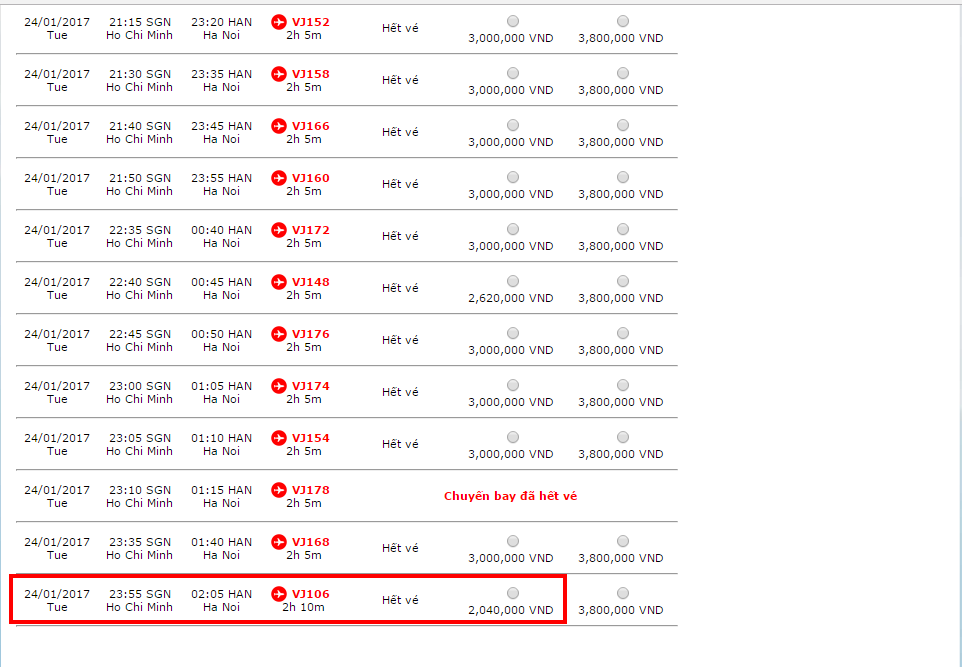 24/01/2017 21:15 SGN 23:20 HAN VJ152 Hết vé
Tue Ho Chi Minh Ha Noi 2h 5m 3,000,000 VND 3,800,000 VND
24/01/2017 21:30 SGN 23:35 HAN VJ158 Hết vé
Tue Ho Chi Minh Ha Noi 2h 5m 3,000,000 VND 3,800,000 VND
24/01/2017 21:40 SGN 23:45 HAN VJ166 Hết vé
Tue Ho Chi Minh Ha Noi 2h 5m 3,000,000 VND 3,800,000 VND
24/01/2017 21:50 SGN 23:55 HAN VJ160 Hết vé
Tue Ho Chi Minh Ha Noi 2h 5m 3,000,000 VND 3,800,000 VND
24/01/2017 22:35 SGN 00:40 HAN VJ172 Hết vé
Tue Ho Chi Minh Ha Noi 2h 5m 3,000,000 VND 3,800,000 VND
24/01/2017 22:40 SGN 00:45 HAN VJ148 Hết vé
Tue Ho Chi Minh Ha Noi 2h 5m 2,620,000 VND 3,800,000 VND
24/01/2017 22:45 SGN 00:50 HAN VJ176 Hết vé
Tue Ho Chi Minh Ha Noi 2h 5m 3,000,000 VND 3,800,000 VND
24/01/2017 23:00 SGN 01:05 HAN VJ174 Hết vé
Tue Ho Chi Minh Ha Noi 2h 5m 3,000,000 VND 3,800,000 VND
24/01/2017 23:05 SGN 01:10 HAN VJ154 Hết vé
Tue Ho Chi Minh Ha Noi 2h 5m 3,000,000 VND 3,800,000 VND
24/01/2017 23:10 SGN 01:15 HAN VJ178 Chuyến bay đã hết vé
Tue Ho Chi Minh Ha Noi 2h 5m
24/01/2017 23:35 SGN 01:40 HAN VJ168 Hết vé
Tue Ho Chi Minh Ha Noi 2h 5m 3,000,000 VND 3,800,000 VND
24/01/2017 23:55 SGN 02:05 HAN VJ106 Hết vé
Tue Ho Chi Minh Ha Noi 2h 10m 2,040,000 VND 3,800,000 VND